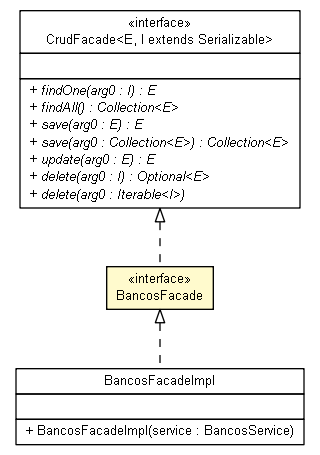 «interface»
CrudFacade<E, I extends Serializable>
+ findOne(arg0 : I) : E
+ findAll() : Collection<E>
+ save(arg0 : E) : E
+ save(arg0 : Collection<E>) : Collection<E>
+ update(arg0 : E) : E
+ delete(arg0 : I) : Optional<E>
+ delete(arg0 : Iterable<I>)
«interface»
BancosFacade
BancosFacadeImpl
+ BancosFacadeImpl(service : BancosService)